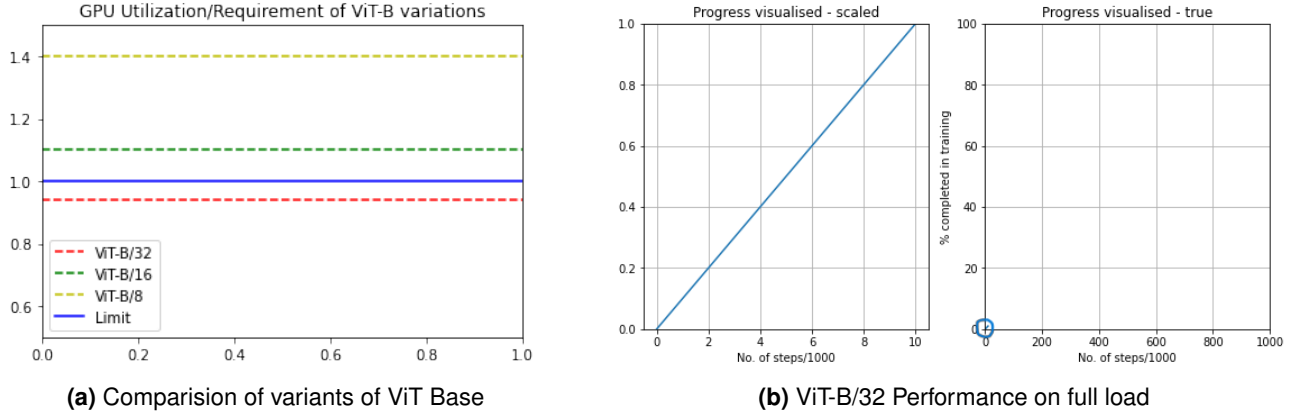 GPU Utilization/Requirement of ViT-B variations
1.4
1.2
1.0
0.8
0.6
ViT-B/32
ViT-B/16
ViT-B/8
Limit
0.0 0.2 0.4 0.6 0.8 1.0
(a) Comparision of variants of ViT Base
Progress visualised - scaled
1.0
0.8
0.6
0.4
0.2
0.0
0 2 4 6 8 10
No. of steps/1000
Progress visualised - true
% completed in training
100
80
60
40
20
0
0 200 400 600 800 1000
No. of steps/1000
(b) ViT-B/32 Performance on full load